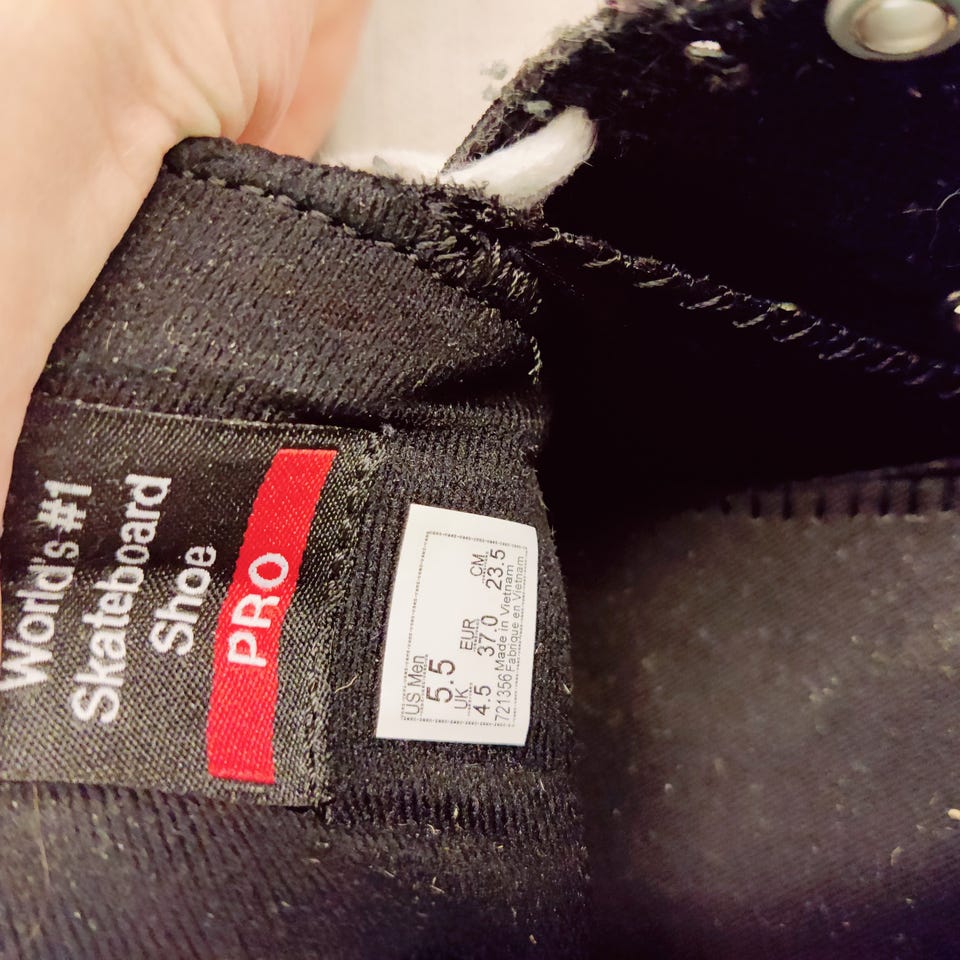 World's #1
Skateboard
Shoe
PRO
US Men
5.5
UK EUR CM
4.5 37.0 23.5
721356 Made in Vietnam
Fabriqué en Vietnam